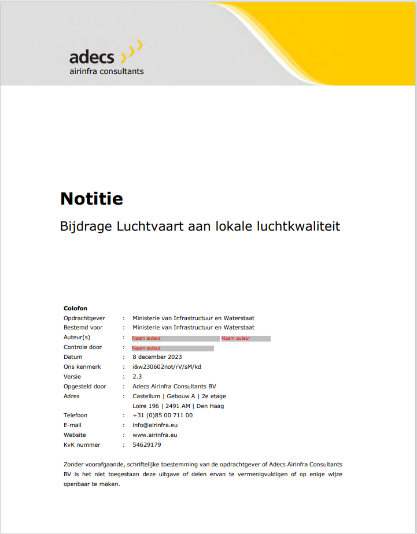 adecs
airinfra consultants
Notitie
Bijdrage Luchtvaart aan lokale luchtkwaliteit
Colofon
Opdrachtgever : Ministerie van Infrastructuur en Waterstaat
Bestemd voor : Ministerie van Infrastructuur en Waterstaat
Auteur(s) : Naam auteur Naam auteur
Controle door : Naam auteur
Datum : 8 december 2023
Ons kenmerk : i&w230602not/rV/sM/kd
Versie : 2.3
Opgesteld door : Adecs Airinfra Consultants BV
Adres : Castellum | Gebouw A | 2e etage
Loire 196 | 2491 AM | Den Haag
Telefoon : +31 (0)85 00 711 00
E-mail : info@airinfra.eu
Website : www.airinfra.eu
KvK nummer : 54629179
Zonder voorafgaande, schriftelijke toestemming van de opdrachtgever of Adecs Airinfra Consultants
BV is het niet toegestaan deze uitgave of delen ervan te vermenigvuldigen of op enige wijze
openbaar te maken.